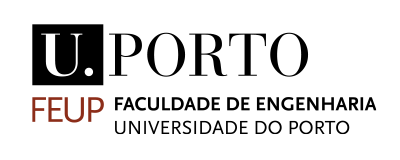 U.PORTO
FEUP FACULDADE DE ENGENHARIA
UNIVERSIDADE DO PORTO